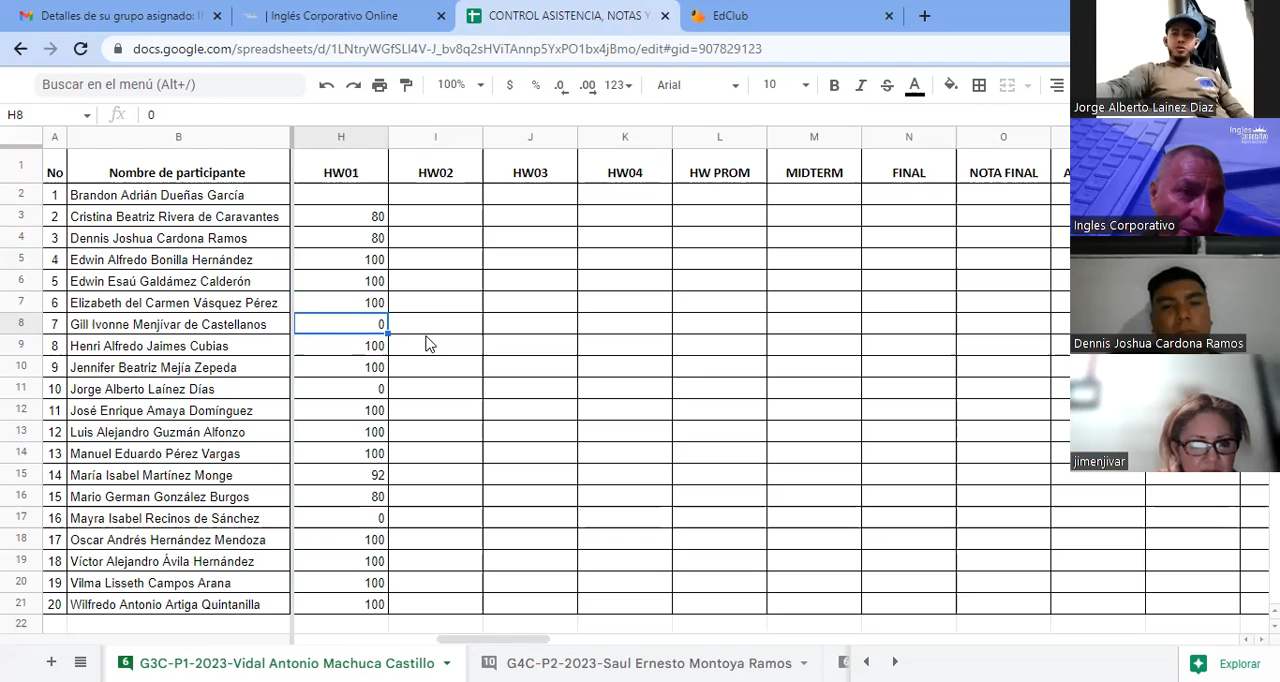 Detalles de su grupo asignado: I
Inglés Corporativo Online
CONTROL ASISTENCIA, NOTAS Y
EdClub
docs.google.com/spreadsheets/d/1LNtryWGfSLl4V-J_bv8q2sHViTAnnp5YxPO1bx4jBmo/edit#gid=907829123
Buscar en el menú (Alt+/)
100%
% .0 .00 123
Arial
10
B I S A
H8
fx 0
A B H I J K L M N O
1 No Nombre de participante HW01 HW02 HW03 HW04 HW PROM MIDTERM FINAL NOTA FINAL A
2 1 Brandon Adrián Dueñas García
3 2 Cristina Beatriz Rivera de Caravantes 80
4 3 Dennis Joshua Cardona Ramos 80
5 4 Edwin Alfredo Bonilla Hernández 100
6 5 Edwin Esaú Galdámez Calderón 100
7 6 Elizabeth del Carmen Vásquez Pérez 100
8 7 Gill Ivonne Menjívar de Castellanos 0
9 8 Henri Alfredo Jaimes Cubias 100
10 9 Jennifer Beatriz Mejía Zepeda 100
11 10 Jorge Alberto Laínez Días 0
12 11 José Enrique Amaya Domínguez 100
13 12 Luis Alejandro Guzmán Alfonzo 100
14 13 Manuel Eduardo Pérez Vargas 100
15 14 María Isabel Martínez Monge 92
16 15 Mario German González Burgos 80
17 16 Mayra Isabel Recinos de Sánchez 0
18 17 Oscar Andrés Hernández Mendoza 100
19 18 Víctor Alejandro Ávila Hernández 100
20 19 Vilma Lisseth Campos Arana 100
21 20 Wilfredo Antonio Artiga Quintanilla 100
22
6 G3C-P1-2023-Vidal Antonio Machuca Castillo
10 G4C-P2-2023-Saul Ernesto Montoya Ramos
6
Explorar
Jorge Alberto Lainez Diaz
Ingles CORPORATIVO
Ingles Corporativo
Dennis Joshua Cardona Ramos
jimenjivar